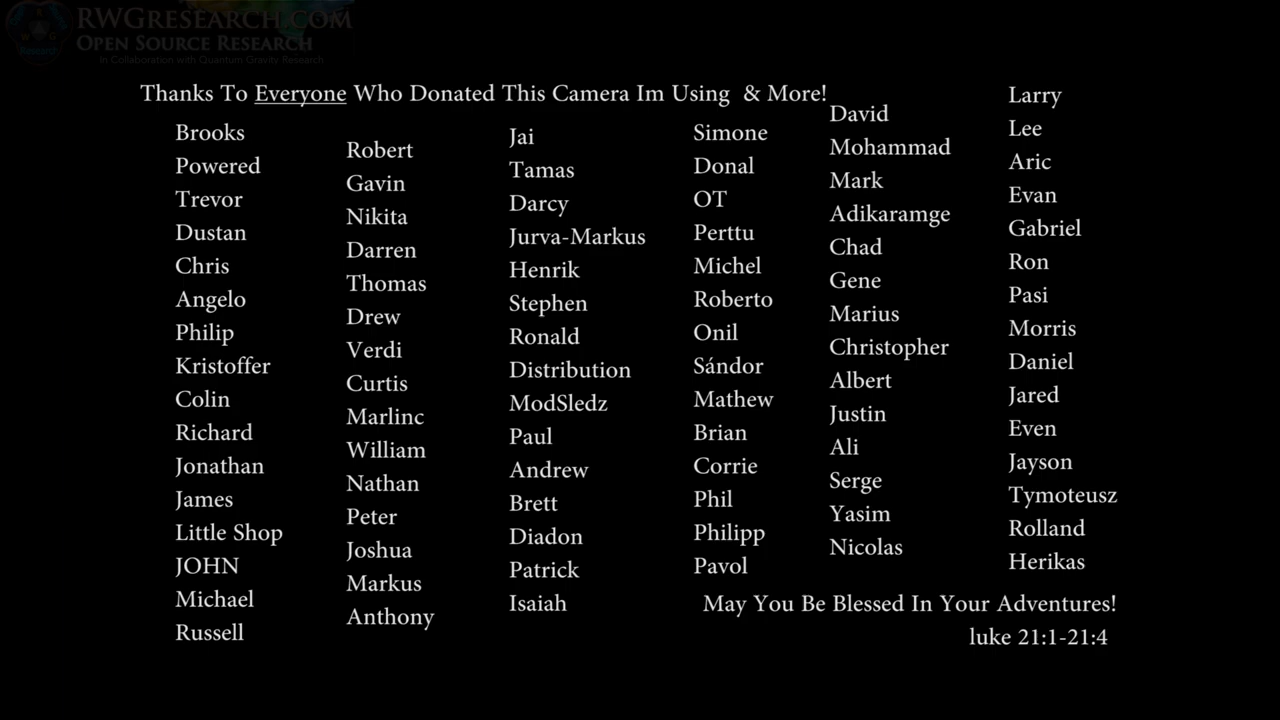 RWGRESEARCH.COM
OPEN SOURCE RESEARCH
In Collaboration with Quantum Gravity Research
Thanks To Everyone Who Donated This Camera Im Using & More!
Brooks
Powered
Trevor
Dustan
Chris
Angelo
Philip
Kristoffer
Colin
Richard
Jonathan
James
Little Shop
JOHN
Michael
Russell
Robert
Gavin
Nikita
Darren
Thomas
Drew
Verdi
Curtis
Marlinc
William
Nathan
Peter
Joshua
Markus
Anthony
Jai
Tamas
Darcy
Jurva-Markus
Henrik
Stephen
Ronald
Distribution
ModSledz
Paul
Andrew
Brett
Diadon
Patrick
Isaiah
Simone
Donal
OT
Perttu
Michel
Roberto
Onil
Sándor
Mathew
Brian
Corrie
Phil
Philipp
Pavol
David
Mohammad
Mark
Adikaramge
Chad
Gene
Marius
Christopher
Albert
Justin
Ali
Serge
Yasim
Nicolas
Larry
Lee
Aric
Evan
Gabriel
Ron
Pasi
Morris
Daniel
Jared
Even
Jayson
Tymoteusz
Rolland
Herikas
May You Be Blessed In Your Adventures!
luke 21:1-21:4